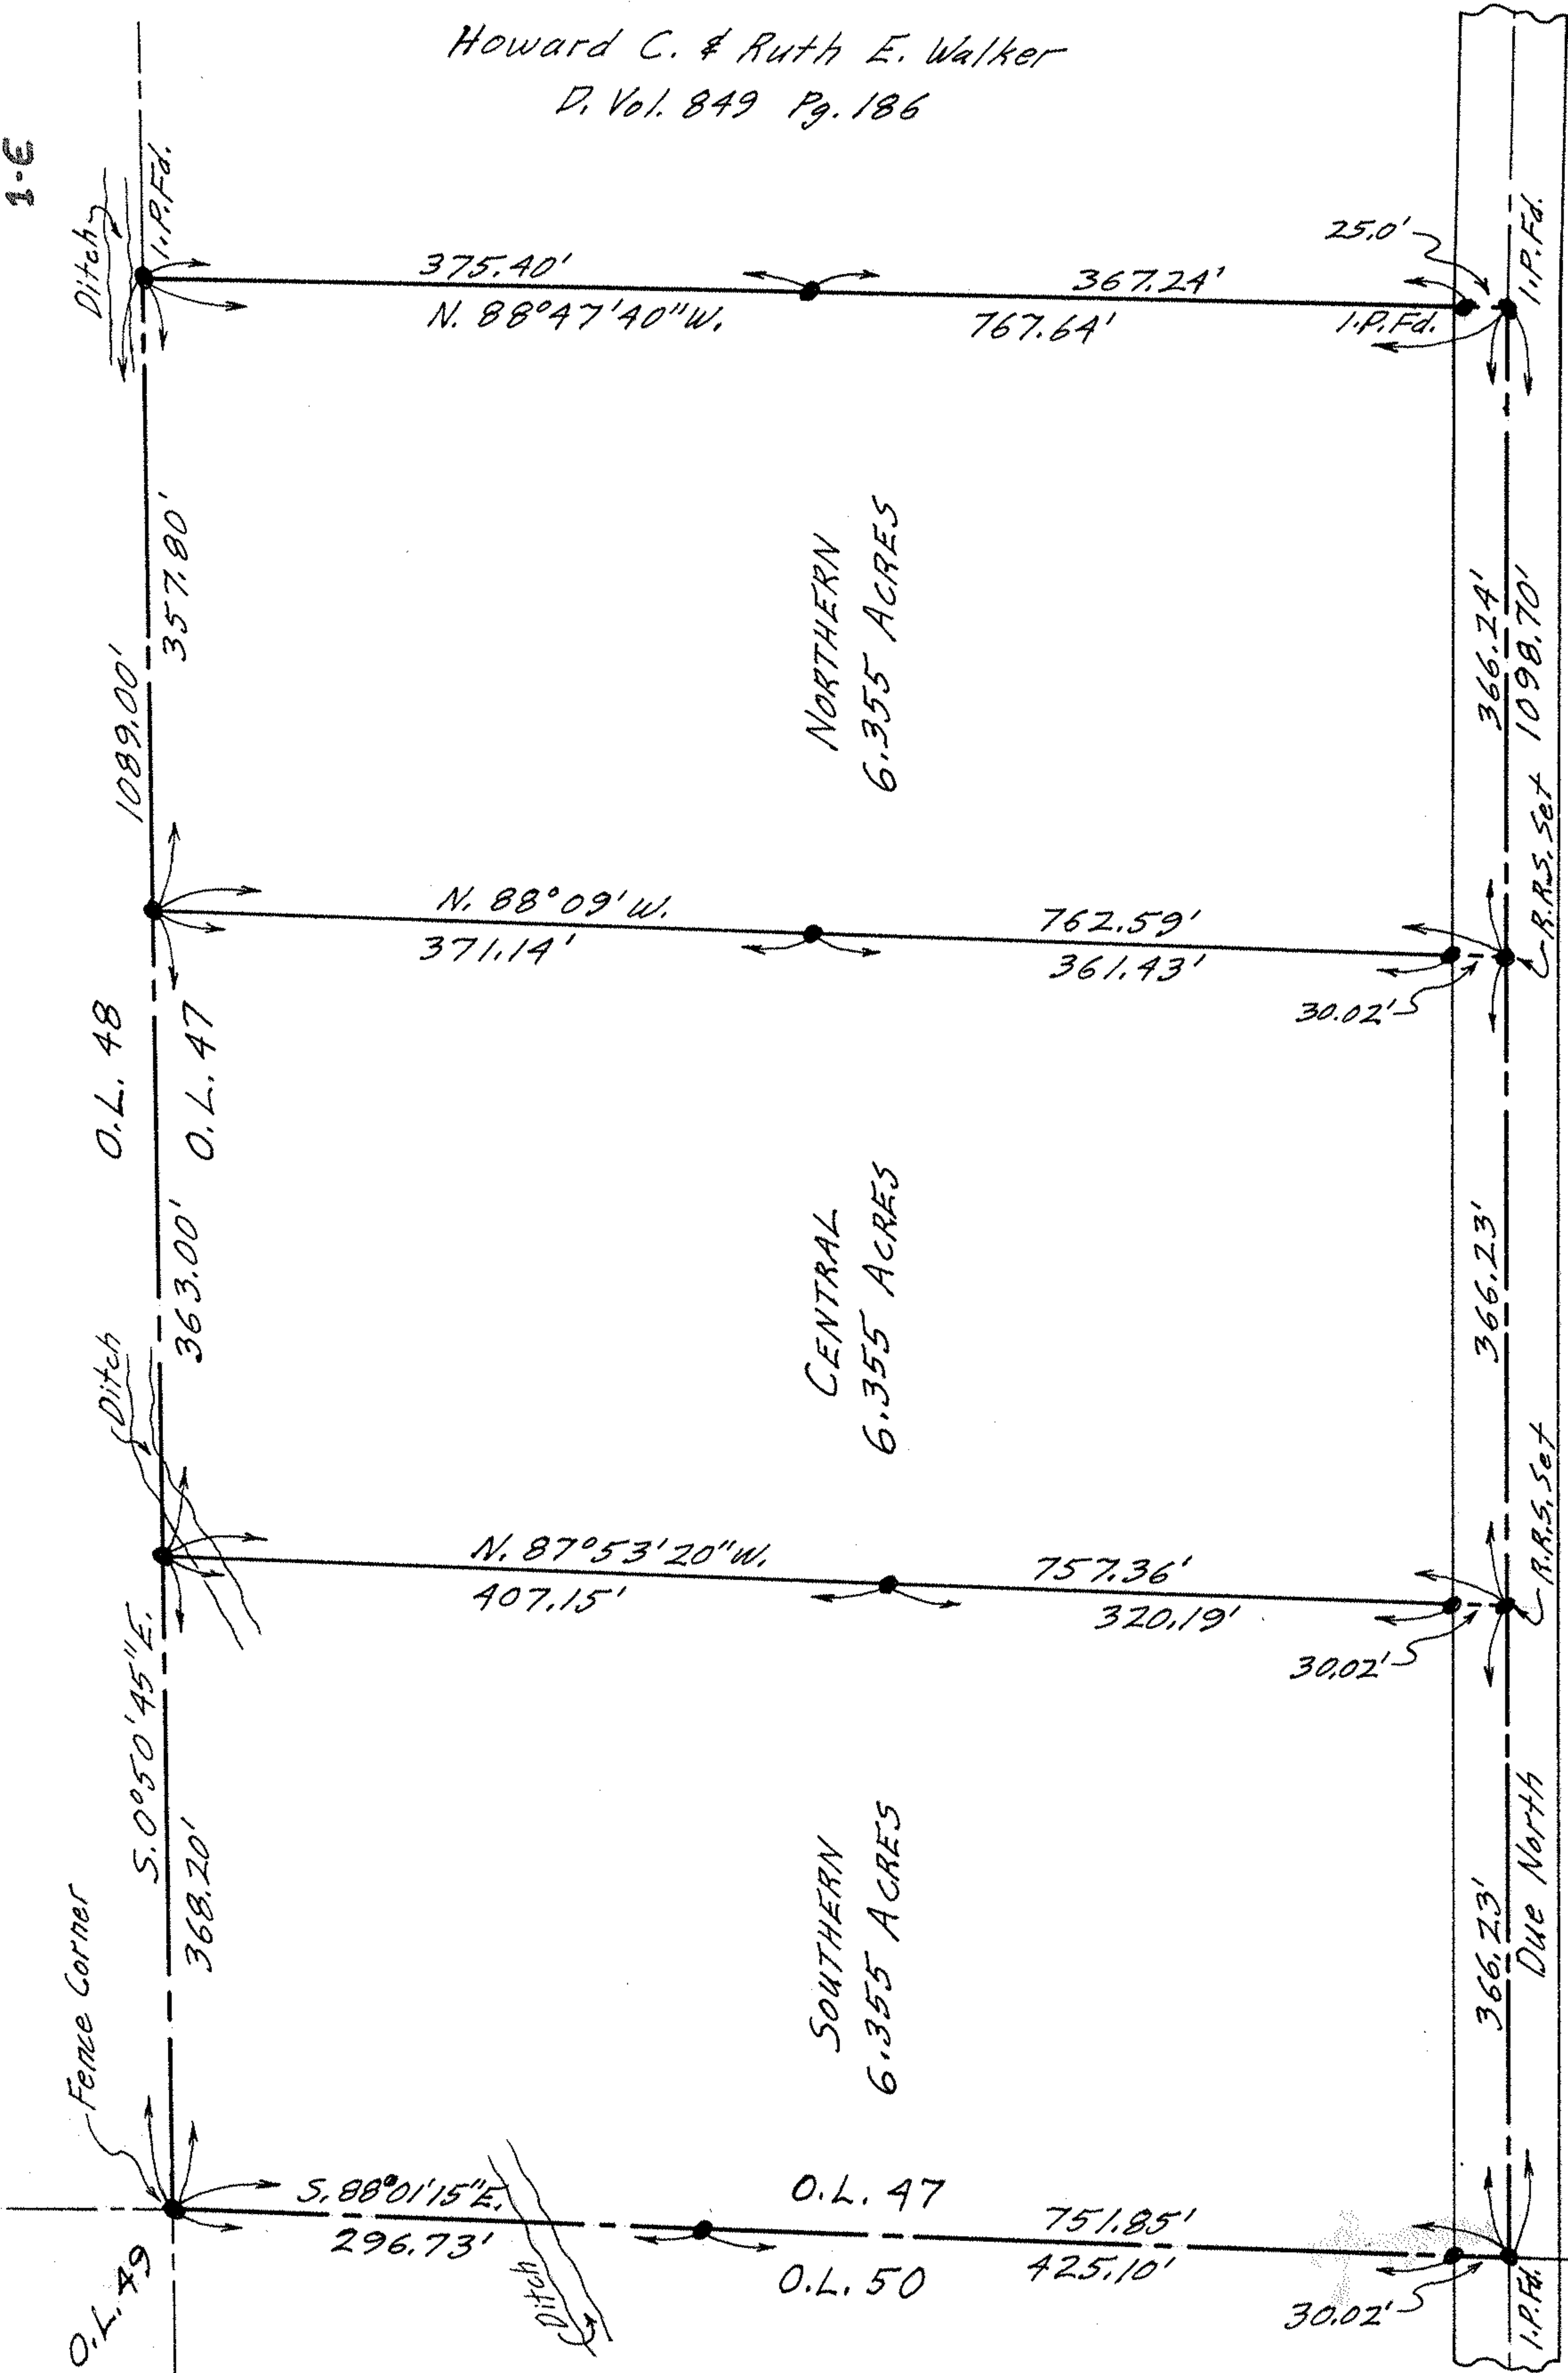 Howard C. & Ruth E. Walker
D. Vol. 849 Pg. 186
1-E
Ditch
I.P.Fd.
375.40'
N. 88°47'40"W.
367.24'
767.64'
25.0'
I.P.Fd.
I.P.Fd.
1089.00'
357.80'
NORTHERN
6.355 ACRES
366.24'
1098.70'
N. 88°09'W.
371.14'
762.59'
361.43'
30.02'
R.R.S. Set
O.L. 48
O.L. 47
363.00'
CENTRAL
6.355 ACRES
366.23'
Ditch
N. 87°53'20"W.
407.15'
757.36'
320.19'
30.02'
R.R.S. Set
S. 0°50'45"E.
368.20'
Fence Corner
SOUTHERN
6.355 ACRES
366.23'
Due North
S. 88°01'15"E.
296.73'
O.L. 47
751.85'
O.L. 50
425.10'
30.02'
I.P.Fd.
O.L. 49
Ditch